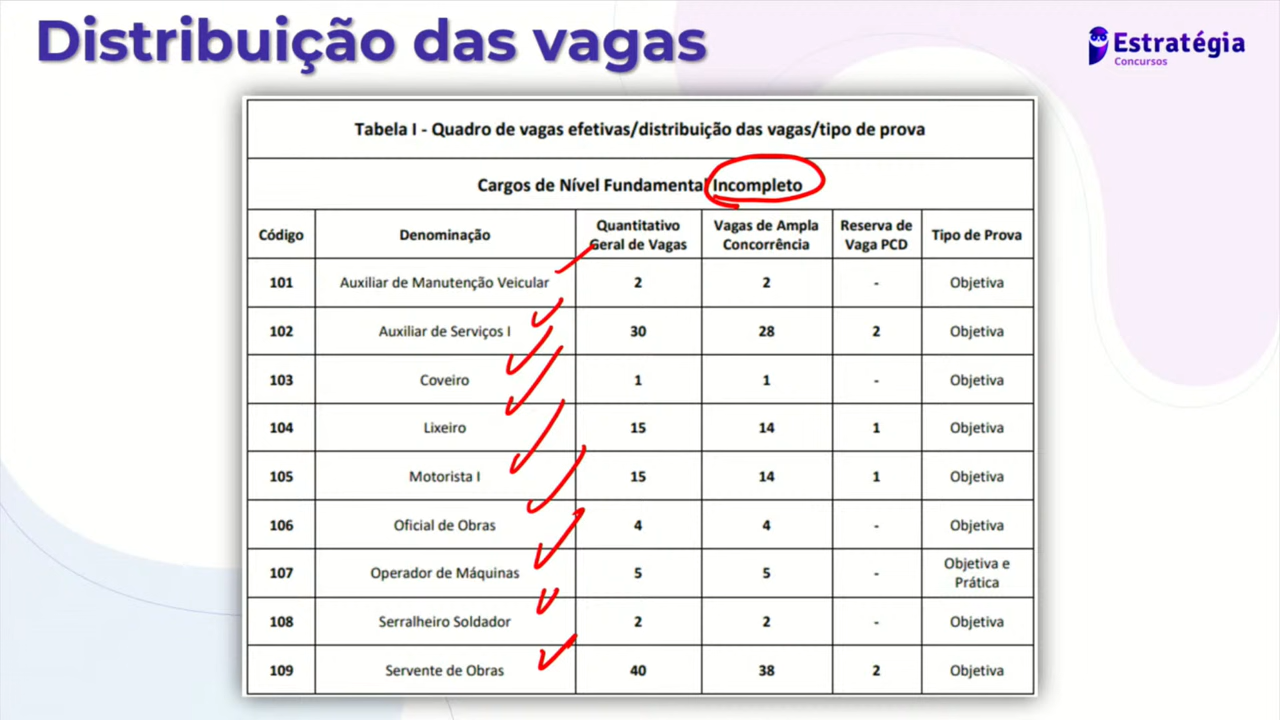 Distribuição das vagas
Estratégia
Concursos
Tabela I - Quadro de vagas efetivas/distribuição das vagas/tipo de prova
Cargos de Nível Fundamental Incompleto
Código Denominação Quantitativo Geral de Vagas Vagas de Ampla Concorrência Reserva de Vaga PCD Tipo de Prova
101 Auxiliar de Manutenção Veicular 2 2 - Objetiva
102 Auxiliar de Serviços I 30 28 2 Objetiva
103 Coveiro 1 1 - Objetiva
104 Lixeiro 15 14 1 Objetiva
105 Motorista I 15 14 1 Objetiva
106 Oficial de Obras 4 4 - Objetiva
107 Operador de Máquinas 5 5 - Objetiva e Prática
108 Serralheiro Soldador 2 2 - Objetiva
109 Servente de Obras 40 38 2 Objetiva